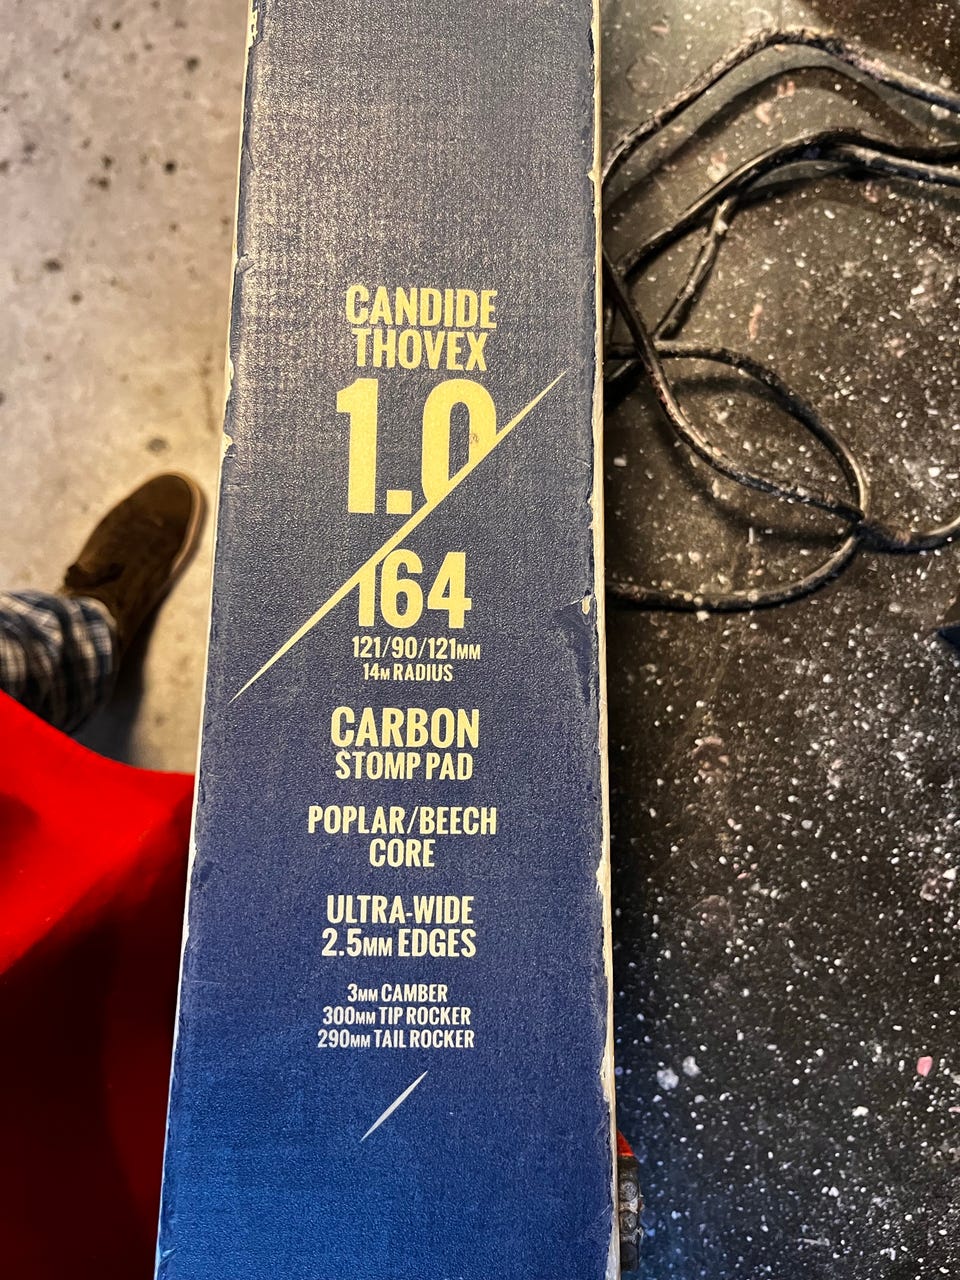 CANDIDE
THOVEX
1.0
164
121/90/121MM
14M RADIUS
CARBON
STOMP PAD
POPLAR/BEECH
CORE
ULTRA-WIDE
2.5MM EDGES
3MM CAMBER
300MM TIP ROCKER
290MM TAIL ROCKER